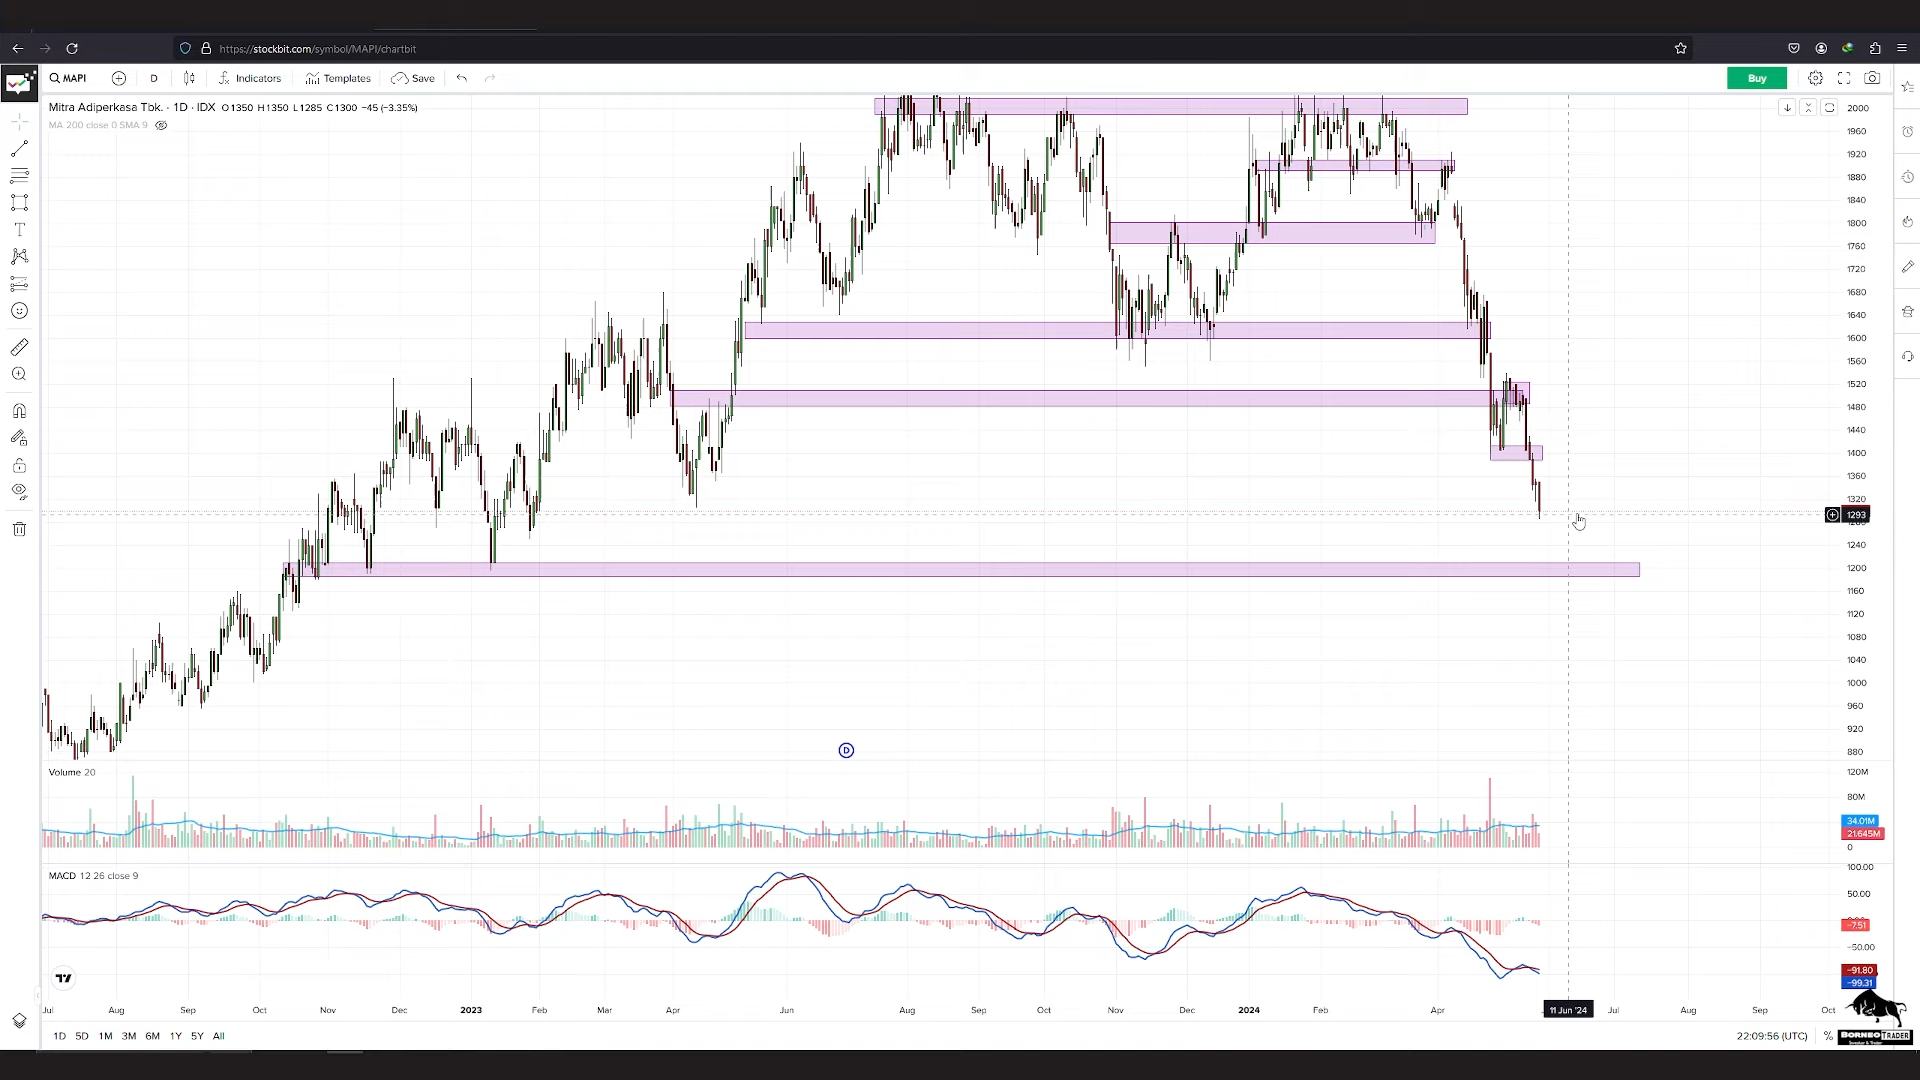 https://stockbit.com/symbol/MAPI/chartbit
MAPI D Indicators Templates Save Buy
Mitra Adiperkasa Tbk. · 1D · IDX O1350 H1350 L1285 C1300 −45 (−3.35%)
MA 200 close 0 SMA 9
2000
1960
1920
1880
1840
1800
1760
1720
1680
1640
1600
1560
1520
1480
1440
1400
1360
1320
1293
1240
1200
1160
1120
1080
1040
1000
960
920
880
D
Volume 20
120M
80M
34.01M
21.645M
0
MACD 12 26 close 9
100.00
50.00
−7.51
−50.00
−91.80
−99.31
Jul Aug Sep Oct Nov Dec 2023 Feb Mar Apr Jun Aug Sep Oct Nov Dec 2024 Feb Apr 11 Jun '24 Jul Aug Sep Oct
1D 5D 1M 3M 6M 1Y 5Y All 22:09:56 (UTC) %
BORNEO TRADER
Investor & Trader